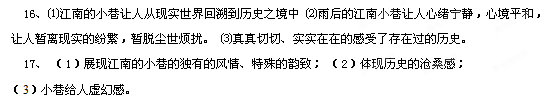 16、⑴江南的小巷让人从现实世界回溯到历史之境中 ⑵雨后的江南小巷让人心绪宁静，心境平和，
让人暂离现实的纷繁，暂脱尘世烦扰。 ⑶真真切切、实实在在的感受了存在过的历史。
17、 （1）展现江南的小巷的独有的风情、特殊的韵致； （2）体现历史的沧桑感；
（3）小巷给人虚幻感。